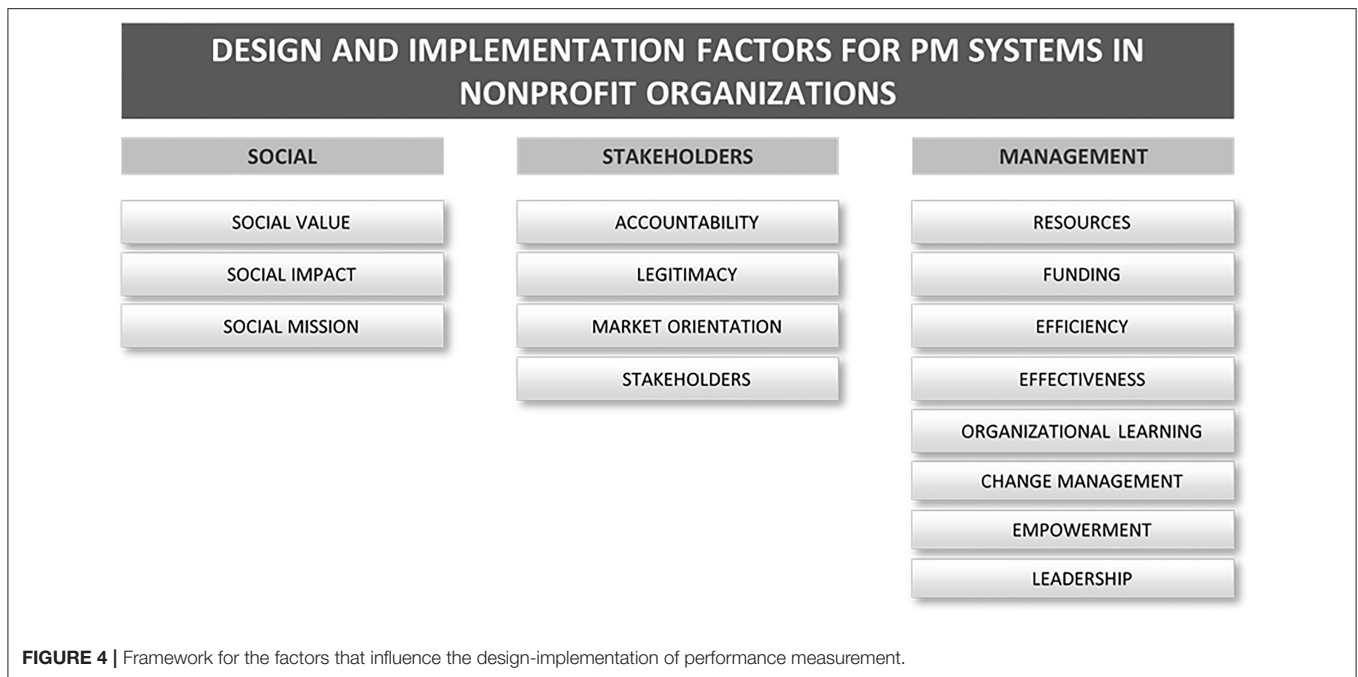 DESIGN AND IMPLEMENTATION FACTORS FOR PM SYSTEMS IN
NONPROFIT ORGANIZATIONS
SOCIAL
SOCIAL VALUE
SOCIAL IMPACT
SOCIAL MISSION
STAKEHOLDERS
ACCOUNTABILITY
LEGITIMACY
MARKET ORIENTATION
STAKEHOLDERS
MANAGEMENT
RESOURCES
FUNDING
EFFICIENCY
EFFECTIVENESS
ORGANIZATIONAL LEARNING
CHANGE MANAGEMENT
EMPOWERMENT
LEADERSHIP
FIGURE 4 | Framework for the factors that influence the design-implementation of performance measurement.